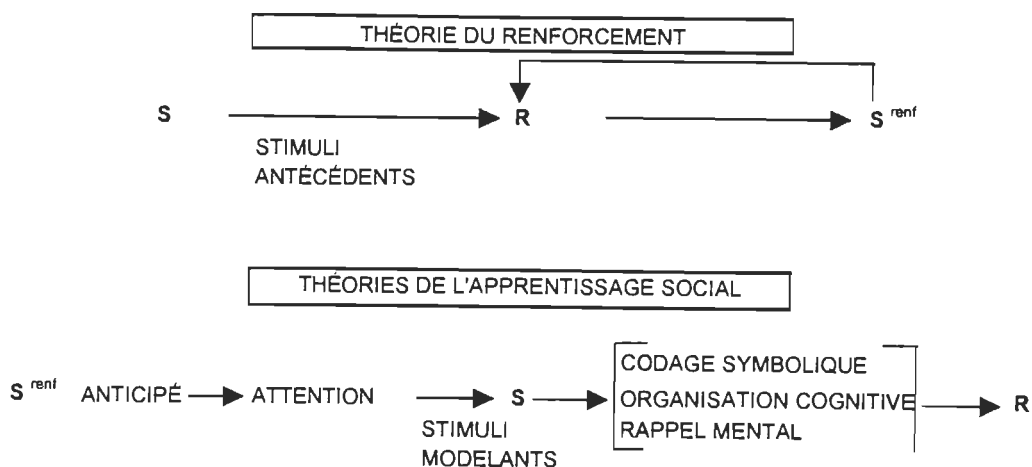 THÉORIE DU RENFORCEMENT
S R S renf
STIMULI
ANTÉCÉDENTS
THÉORIES DE L'APPRENTISSAGE SOCIAL
CODAGE SYMBOLIQUE
S renf ANTICIPÉ ATTENTION S ORGANISATION COGNITIVE R
STIMULI RAPPEL MENTAL
MODELANTS